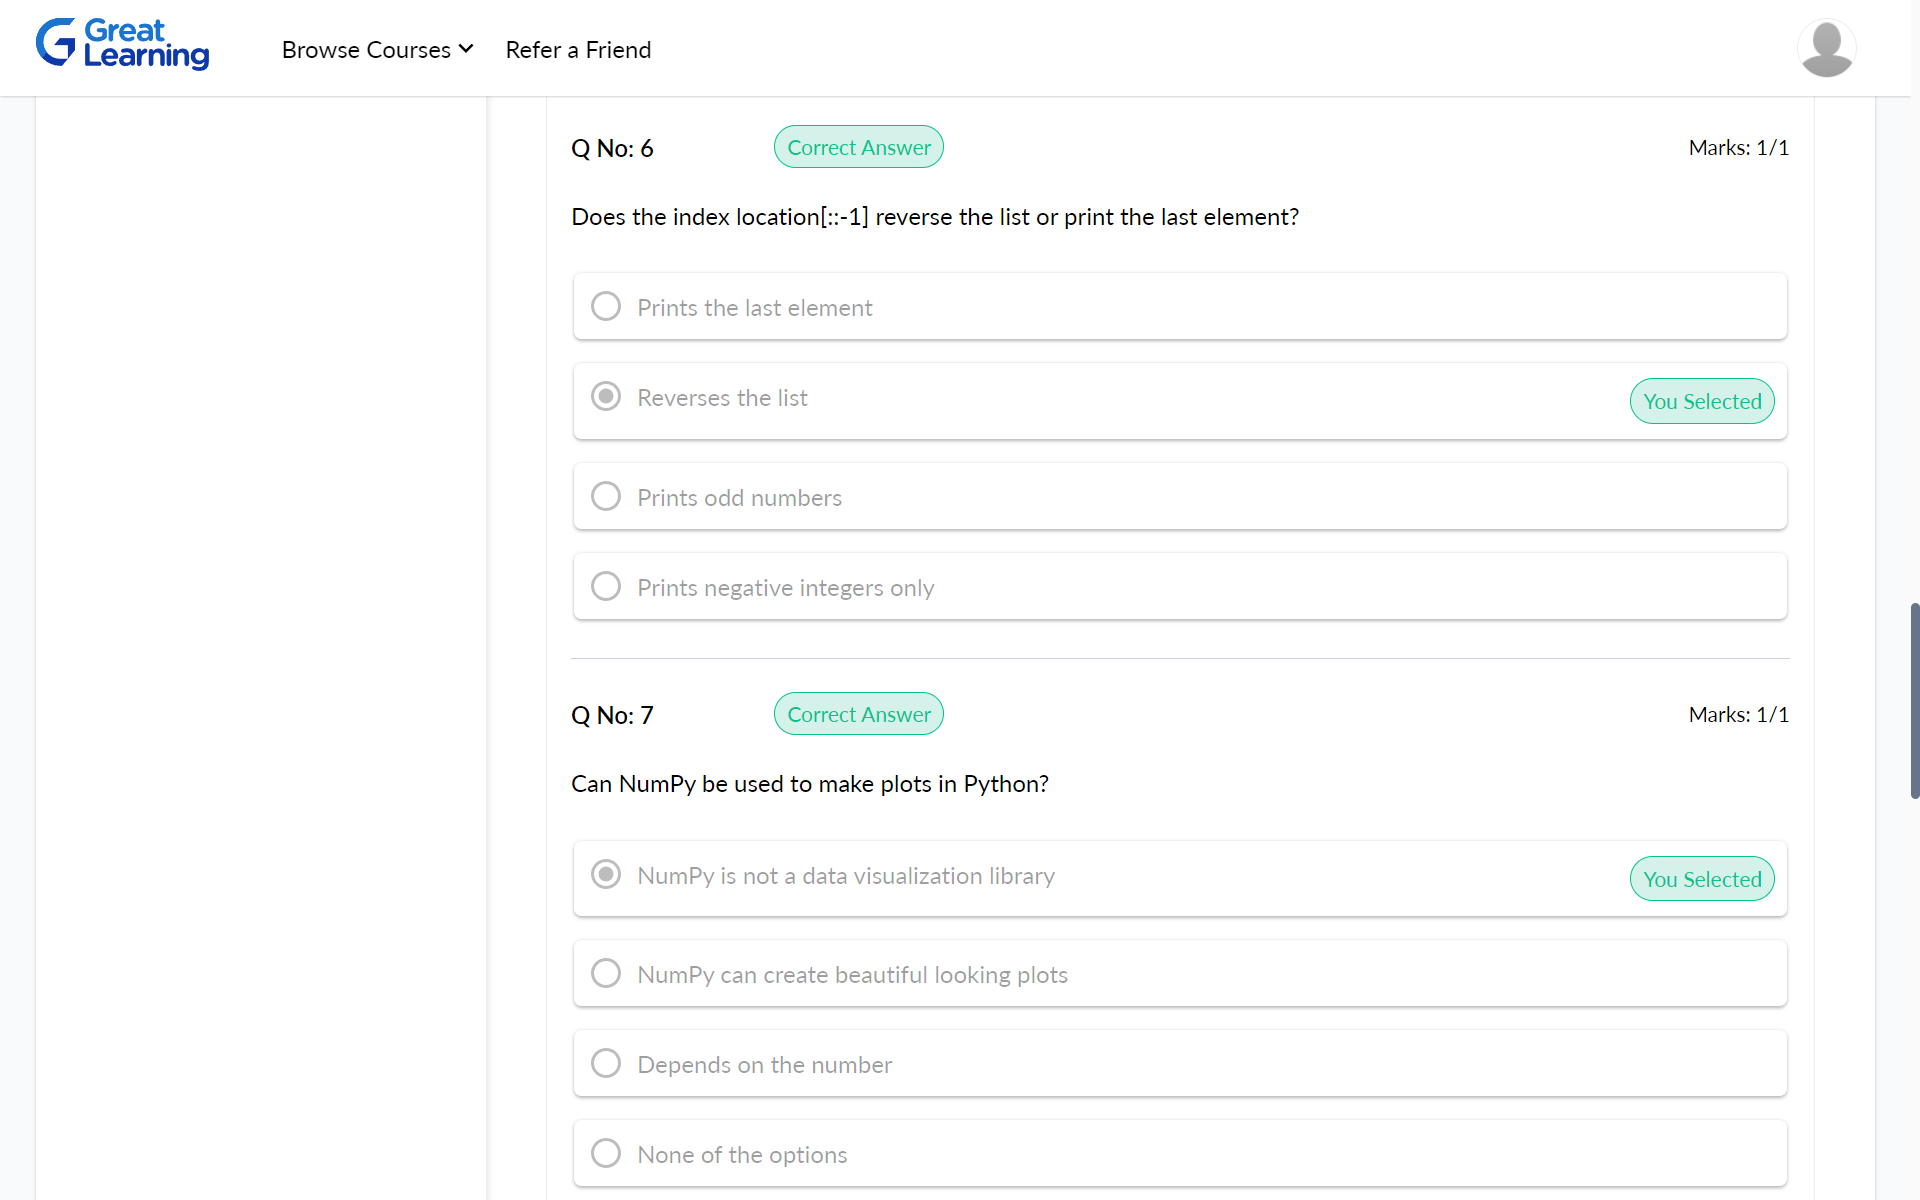 Great
Learning
Browse Courses
Refer a Friend
Q No: 6
Correct Answer
Marks: 1/1
Does the index location[::-1] reverse the list or print the last element?
Prints the last element
Reverses the list
You Selected
Prints odd numbers
Prints negative integers only
Q No: 7
Correct Answer
Marks: 1/1
Can NumPy be used to make plots in Python?
NumPy is not a data visualization library
You Selected
NumPy can create beautiful looking plots
Depends on the number
None of the options